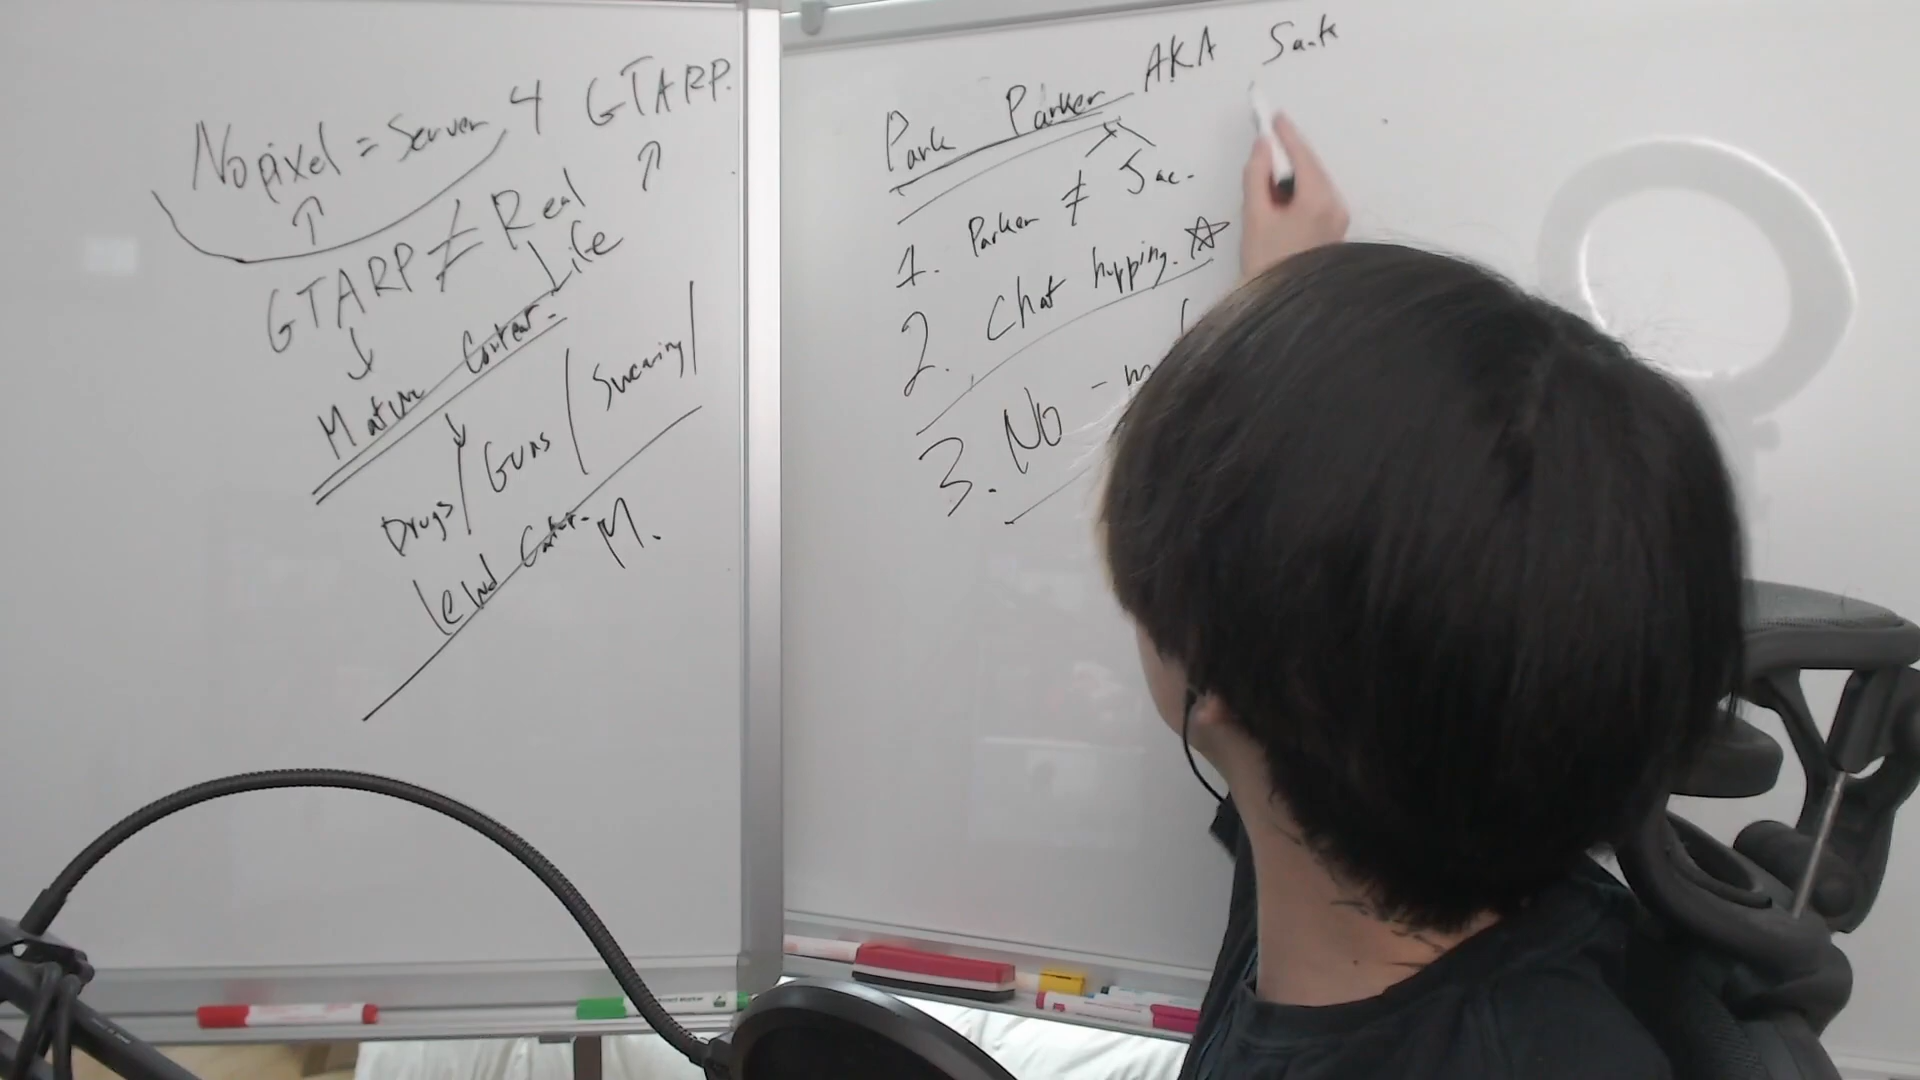 Nopixel = Server 4 GTARP.
GTARP ≠ Real Life
Mature Content.
Drugs / Guns / Swearing /
Lewd M.
Park Parker AKA
1. Parker ≠ Jae.
2. Chat hopping.
3. No -